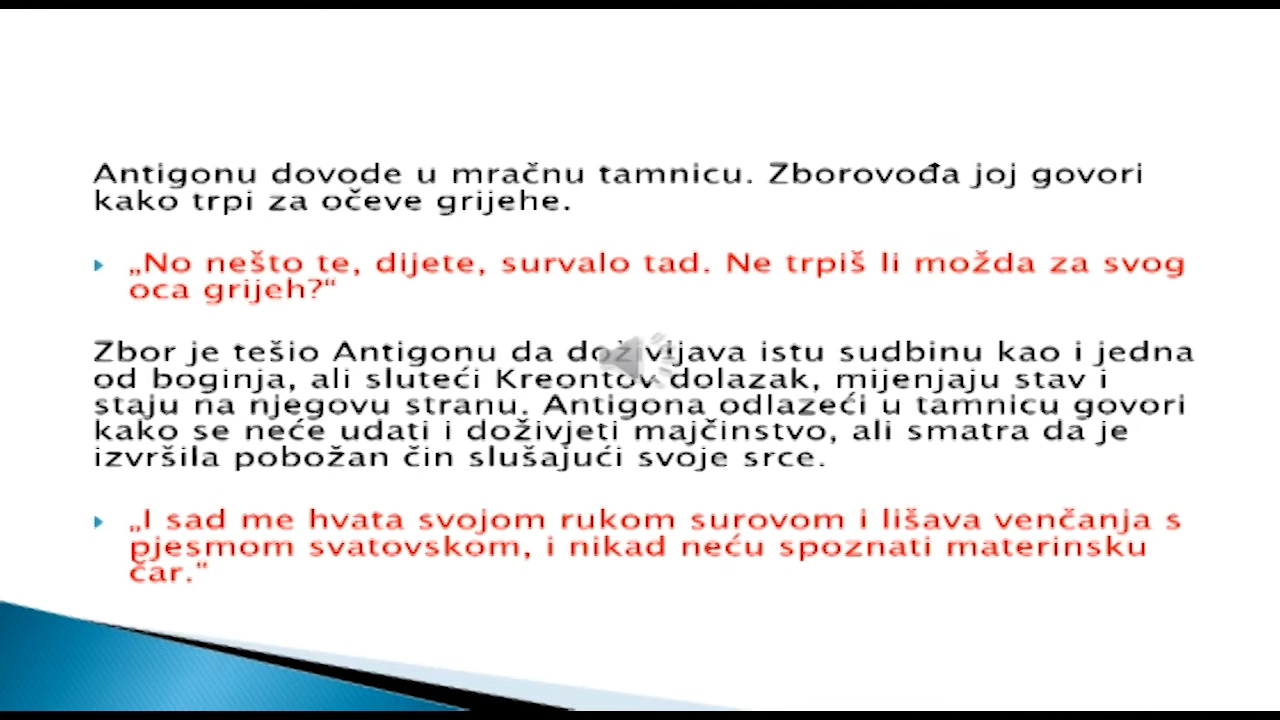 Antigonu dovode u mračnu tamnicu. Zborovođa joj govori
kako trpi za očeve grijehe.
„No nešto te, dijete, survalo tad. Ne trpiš li možda za svog
oca grijeh?“
Zbor je tešio Antigonu da doživljava istu sudbinu kao i jedna
od boginja, ali sluteći Kreontov dolazak, mijenjaju stav i
staju na njegovu stranu. Antigona odlazeći u tamnicu govori
kako se neće udati i doživjeti majčinstvo, ali smatra da je
izvršila pobožan čin slušajući svoje srce.
„I sad me hvata svojom rukom surovom i lišava venčanja s
pjesmom svatovskom, i nikad neću spoznati materinsku
čar.“